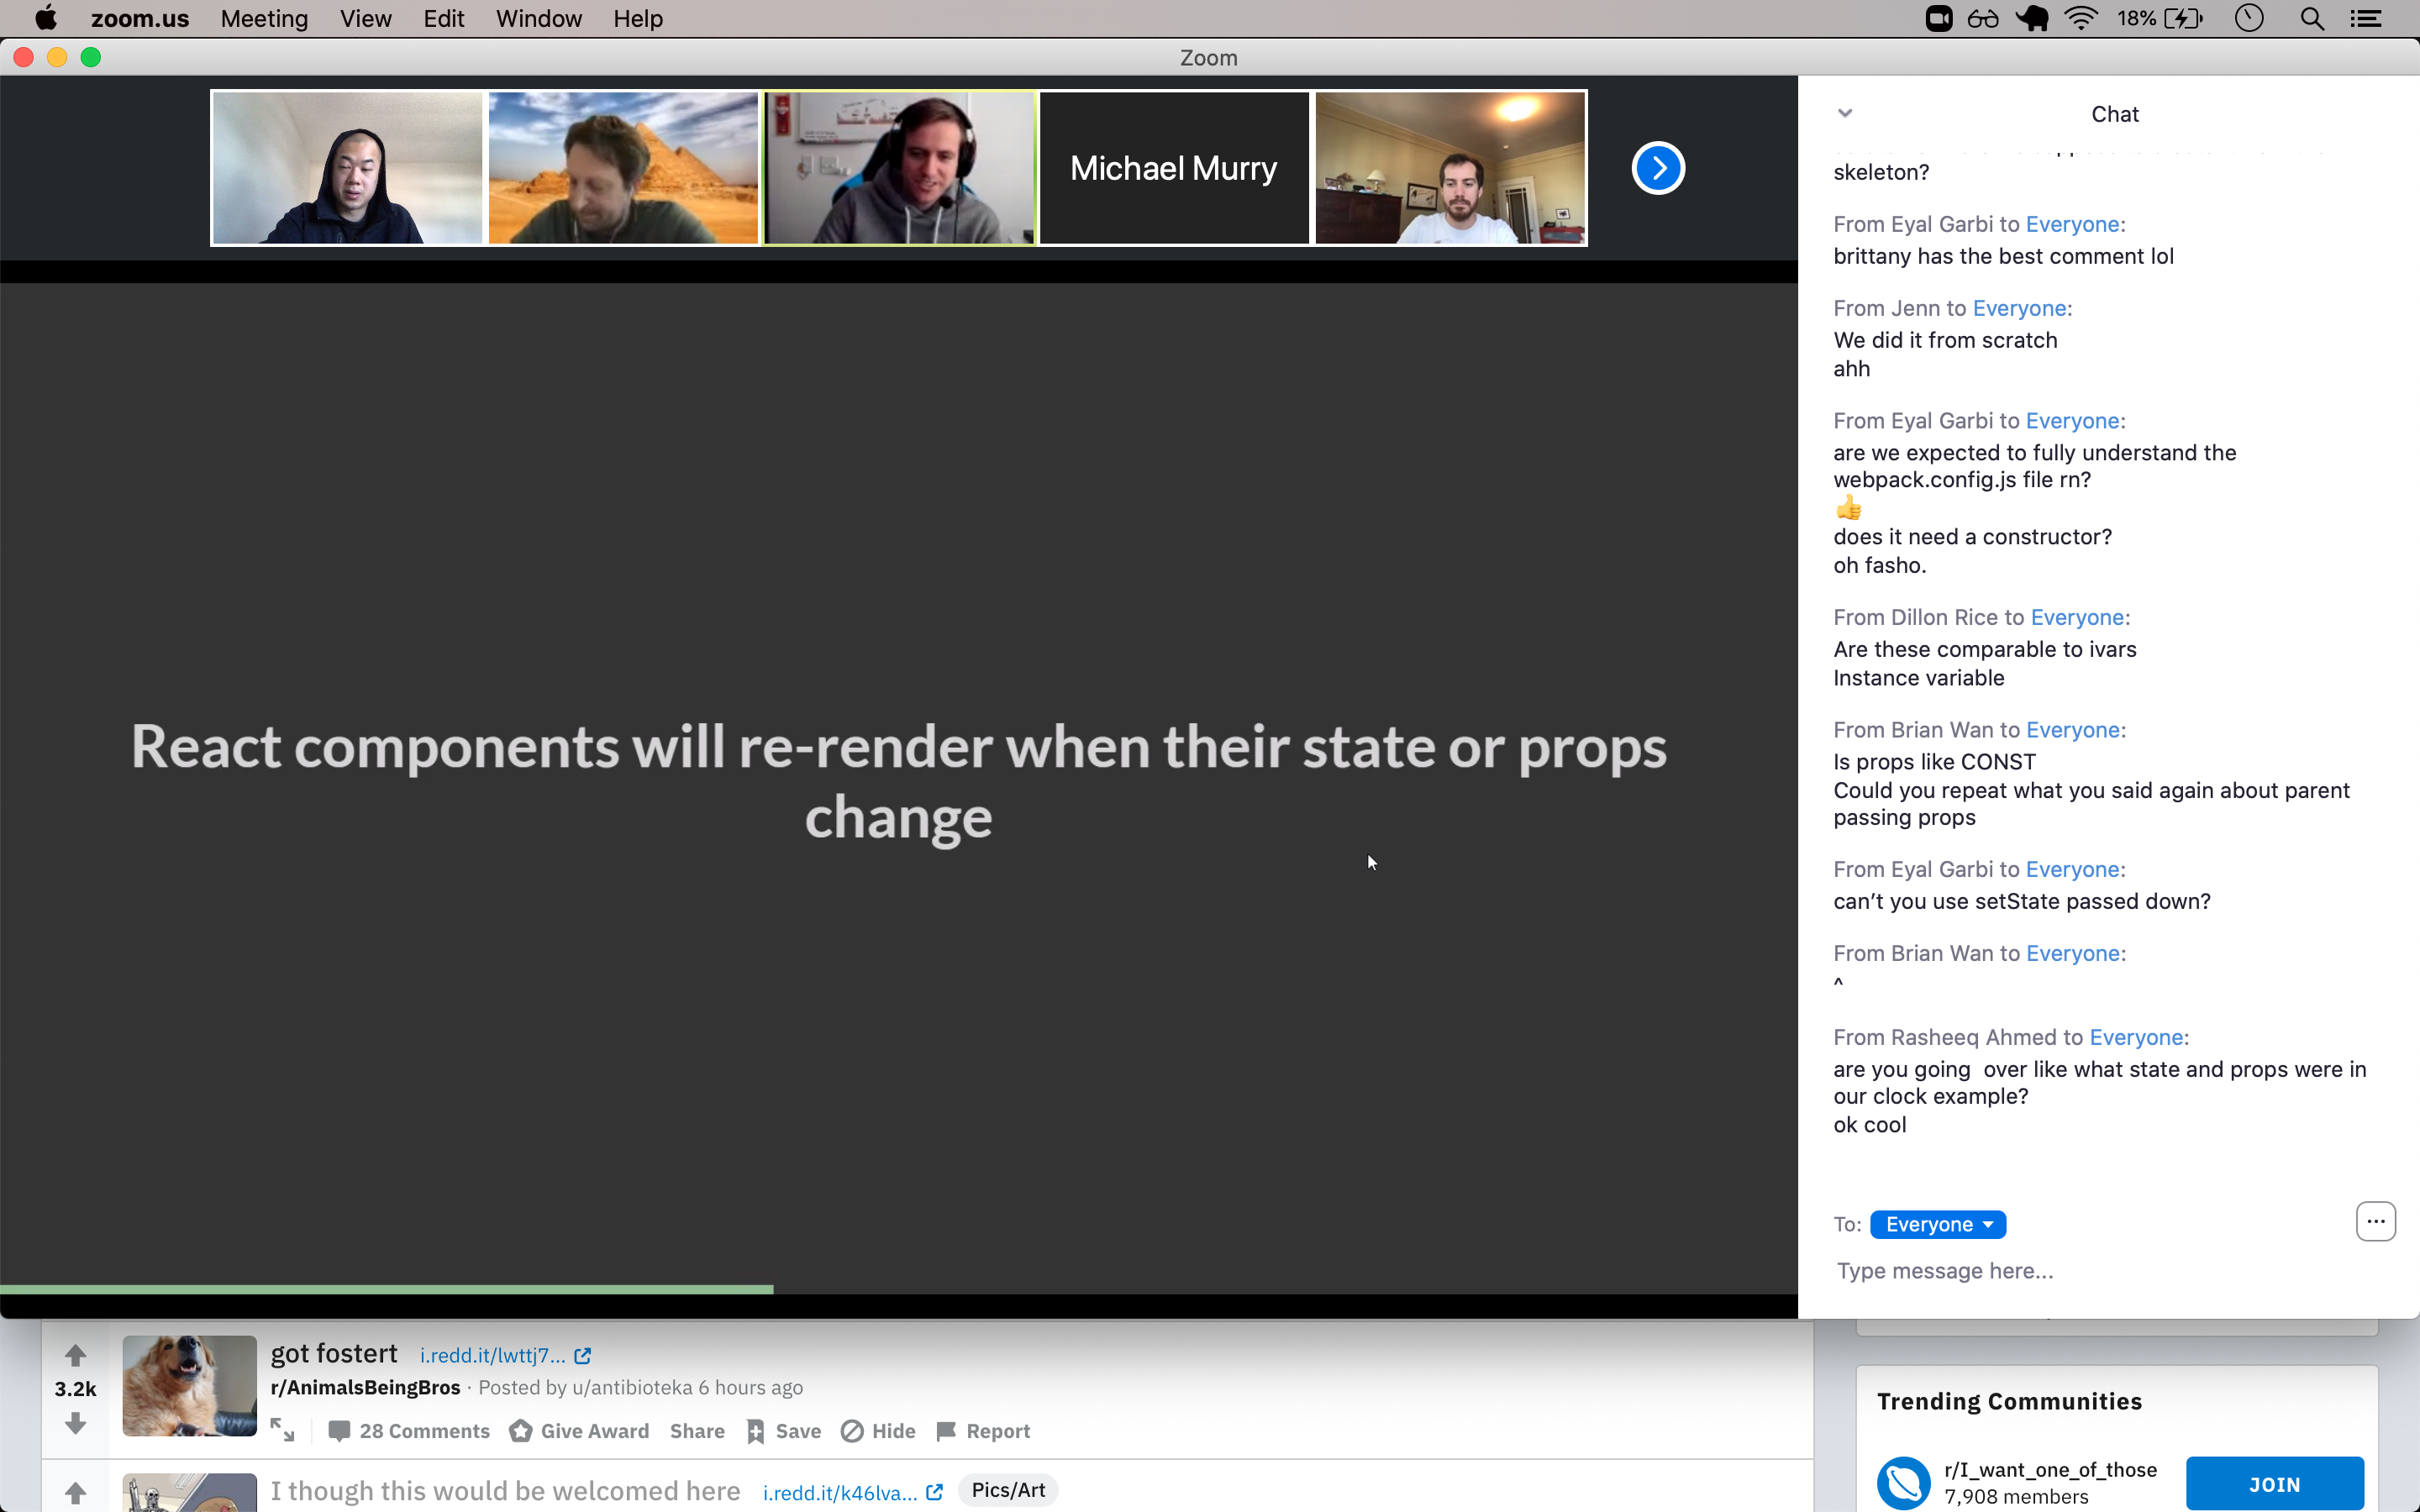 zoom.us Meeting View Edit Window Help 18%
Zoom
Michael Murry
Chat
skeleton?
From Eyal Garbi to Everyone:
brittany has the best comment lol
From Jenn to Everyone:
We did it from scratch
ahh
From Eyal Garbi to Everyone:
are we expected to fully understand the
webpack.config.js file rn?
👍
does it need a constructor?
oh fasho.
From Dillon Rice to Everyone:
Are these comparable to ivars
Instance variable
From Brian Wan to Everyone:
Is props like CONST
Could you repeat what you said again about parent
passing props
From Eyal Garbi to Everyone:
can’t you use setState passed down?
From Brian Wan to Everyone:
^
From Rasheeq Ahmed to Everyone:
are you going  over like what state and props were in
our clock example?
ok cool
To: Everyone
Type message here...
React components will re-render when their state or props
change
got fostert i.redd.it/lwttj7...
3.2k
r/AnimalsBeingBros · Posted by u/antibioteka 6 hours ago
28 Comments Give Award Share Save Hide Report
I though this would be welcomed here i.redd.it/k46lva... Pics/Art
Trending Communities
r/I_want_one_of_those
7,908 members
JOIN